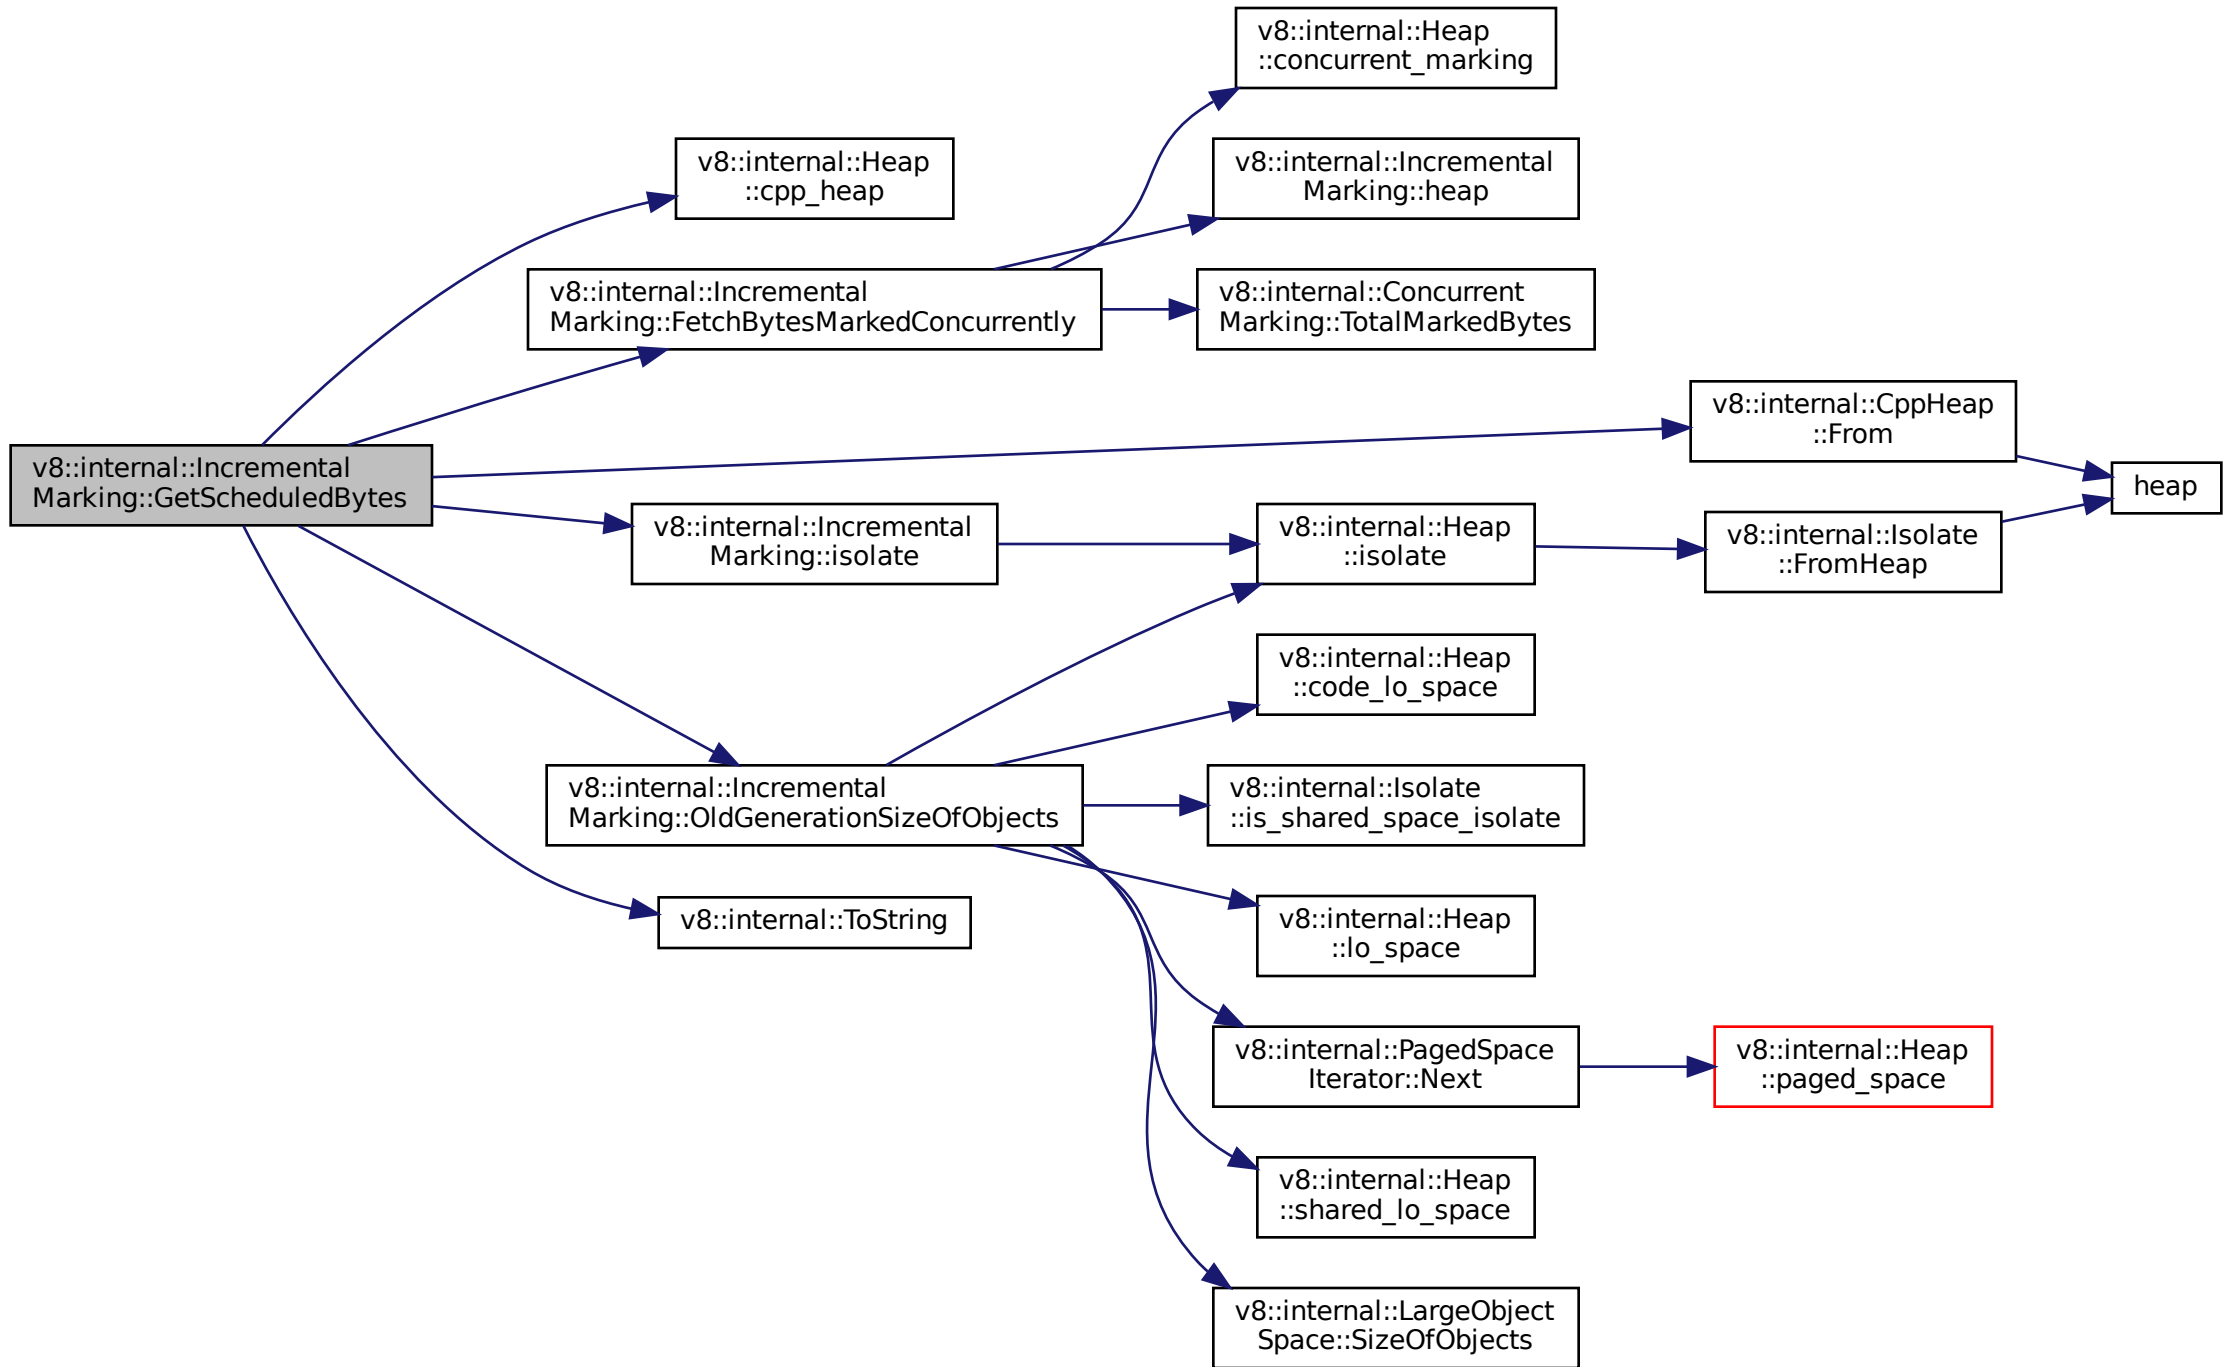 v8::internal::Heap
::concurrent_marking
v8::internal::Heap
::cpp_heap
v8::internal::Incremental
Marking::heap
v8::internal::Incremental
Marking::FetchBytesMarkedConcurrently
v8::internal::Concurrent
Marking::TotalMarkedBytes
v8::internal::CppHeap
::From
v8::internal::Incremental
Marking::GetScheduledBytes
heap
v8::internal::Incremental
Marking::isolate
v8::internal::Heap
::isolate
v8::internal::Isolate
::FromHeap
v8::internal::Heap
::code_lo_space
v8::internal::Incremental
Marking::OldGenerationSizeOfObjects
v8::internal::Isolate
::is_shared_space_isolate
v8::internal::ToString
v8::internal::Heap
::lo_space
v8::internal::PagedSpace
Iterator::Next
v8::internal::Heap
::paged_space
v8::internal::Heap
::shared_lo_space
v8::internal::LargeObject
Space::SizeOfObjects